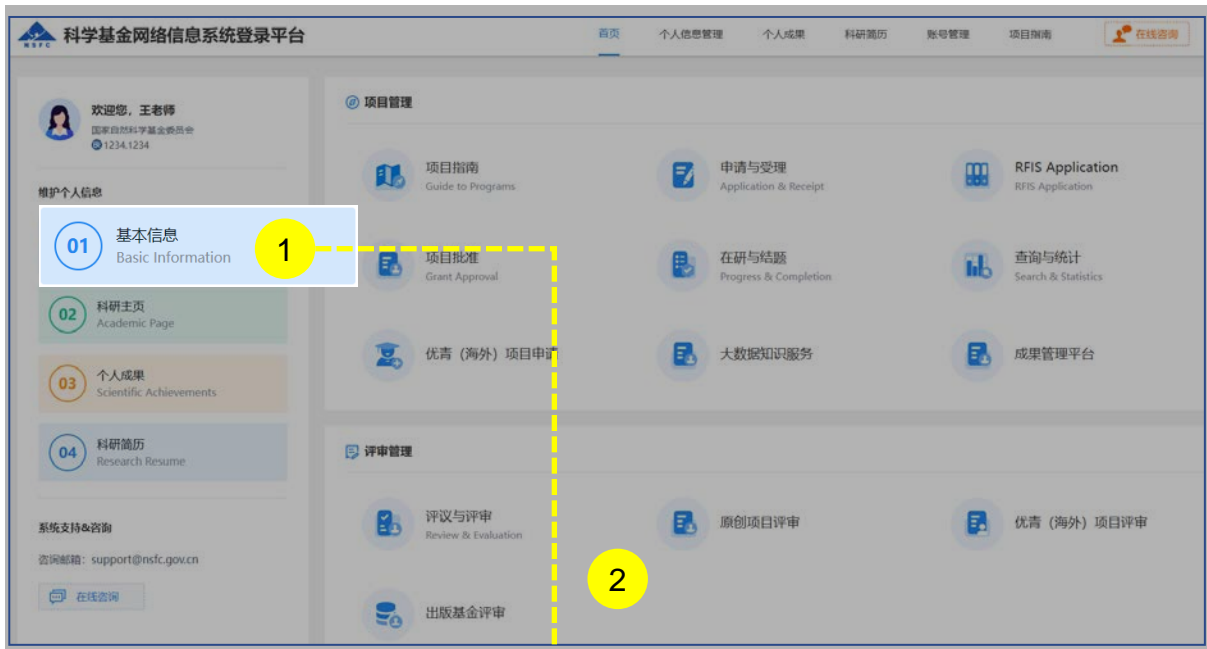 NSFC
科学基金网络信息系统登录平台
首页 个人信息管理 个人成果 科研简历 账号管理 项目指南 在线咨询
欢迎您，王老师
国家自然科学基金委员会
1234.1234
维护个人信息
01 基本信息
Basic Information
1
02 科研主页
Academic Page
03 个人成果
Scientific Achievements
04 科研简历
Research Resume
系统支持&咨询
咨询邮箱：support@nsfc.gov.cn
在线咨询
项目管理
项目指南
Guide to Programs
申请与受理
Application & Receipt
RFIS Application
RFIS Application
项目批准
Grant Approval
在研与结题
Progress & Completion
查询与统计
Search & Statistics
优青（海外）项目申请
大数据知识服务
成果管理平台
评审管理
评议与评审
Review & Evaluation
原创项目评审
优青（海外）项目评审
2
出版基金评审